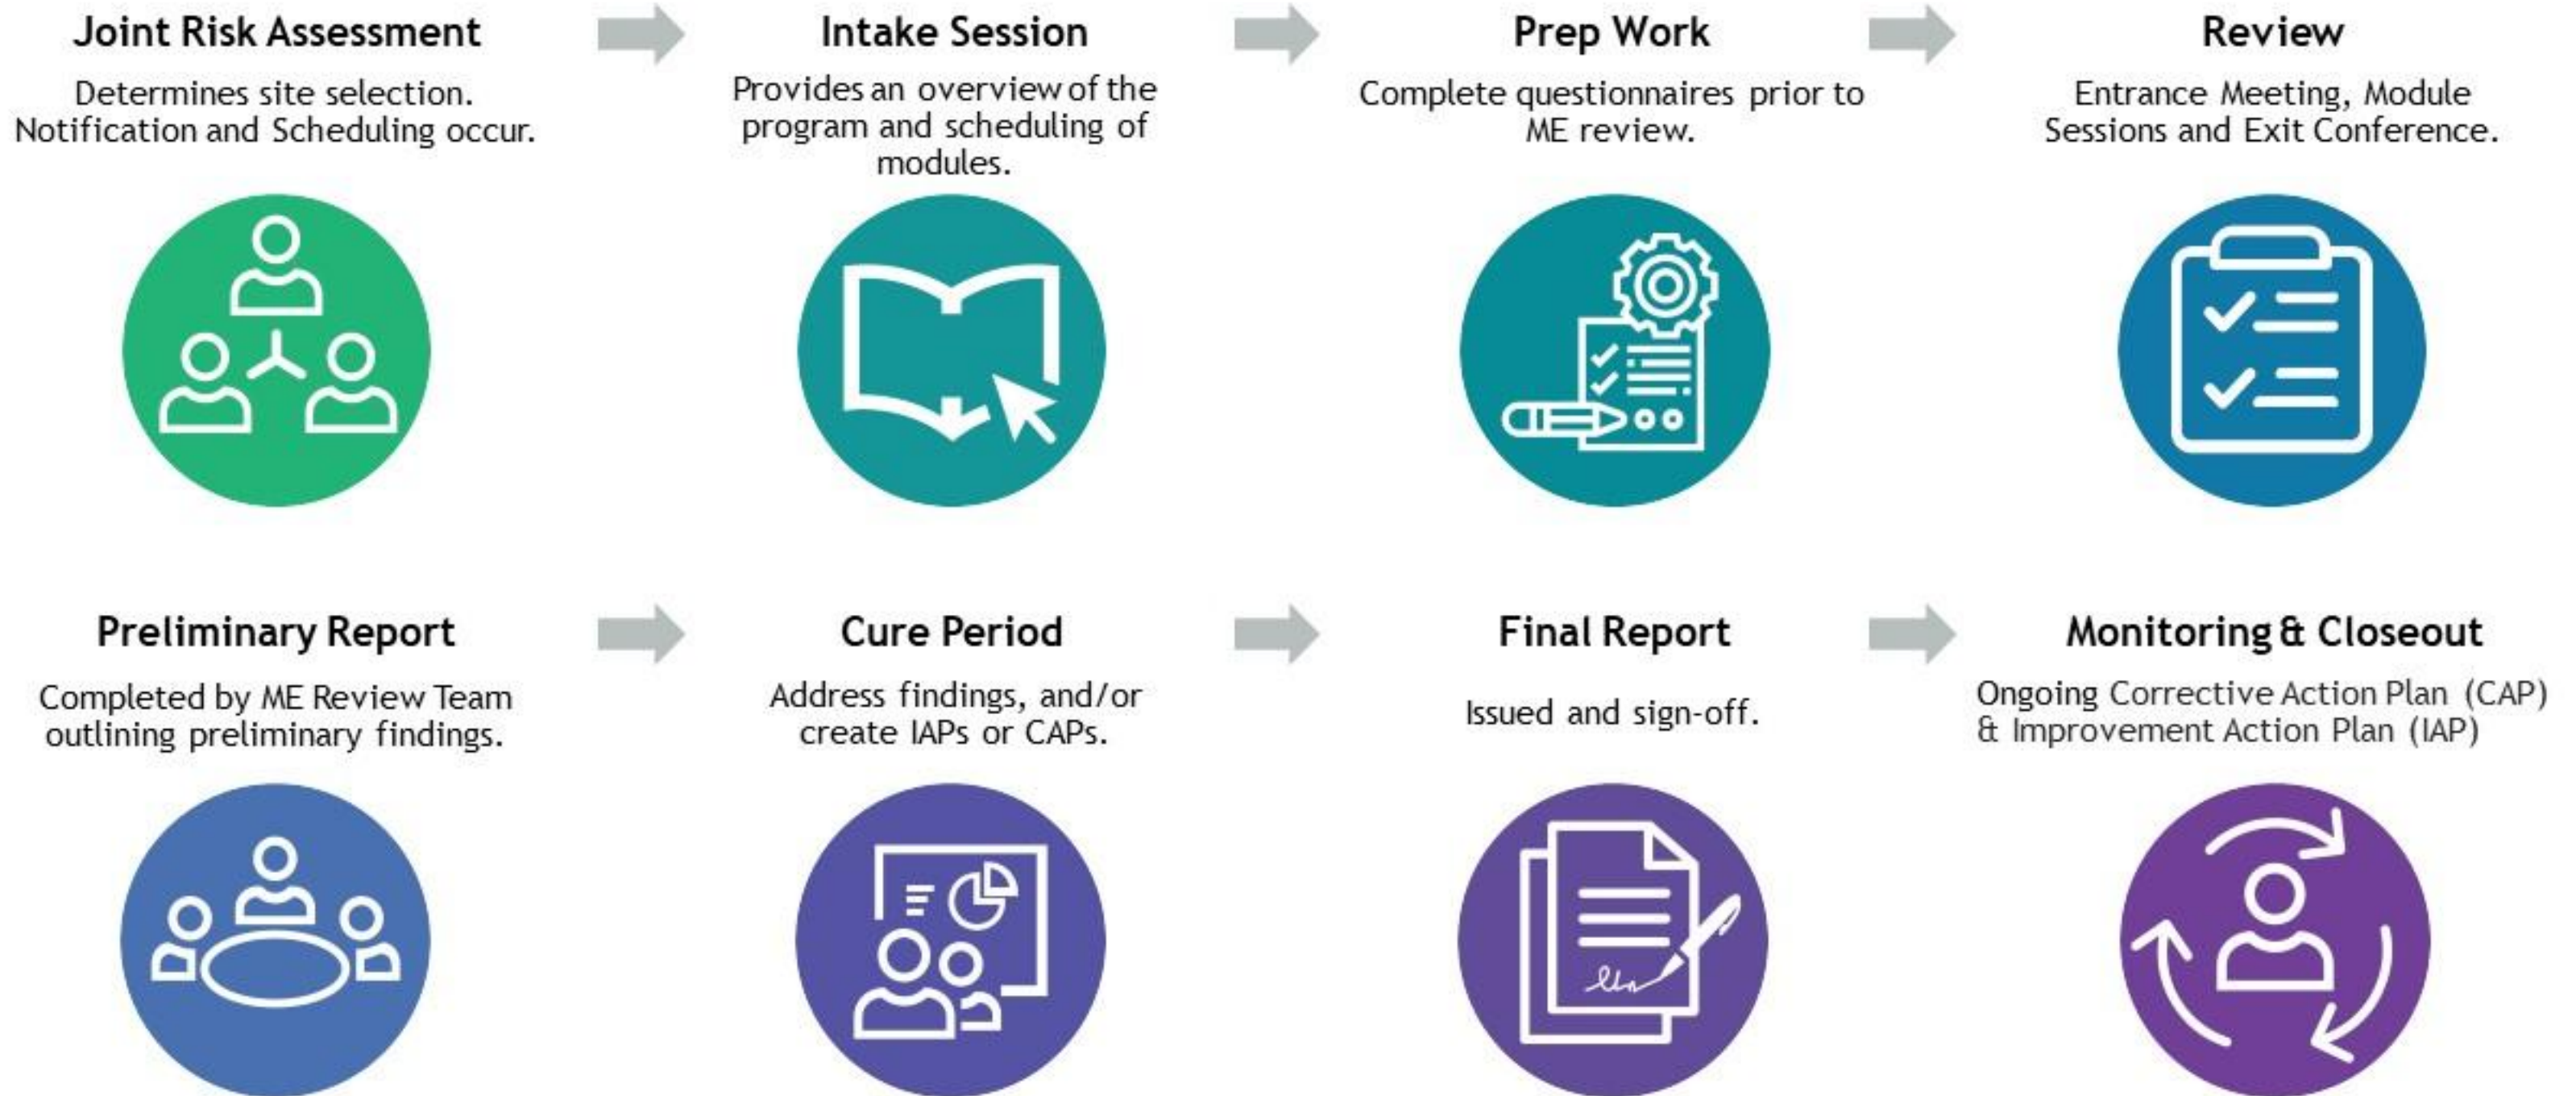 Joint Risk Assessment
Determines site selection.
Notification and Scheduling occur.
Intake Session
Provides an overview of the
program and scheduling of
modules.
Prep Work
Complete questionnaires prior to
ME review.
Review
Entrance Meeting, Module
Sessions and Exit Conference.
Preliminary Report
Completed by ME Review Team
outlining preliminary findings.
Cure Period
Address findings, and/or
create IAPs or CAPs.
Final Report
Issued and sign-off.
Monitoring & Closeout
Ongoing Corrective Action Plan (CAP)
& Improvement Action Plan (IAP)